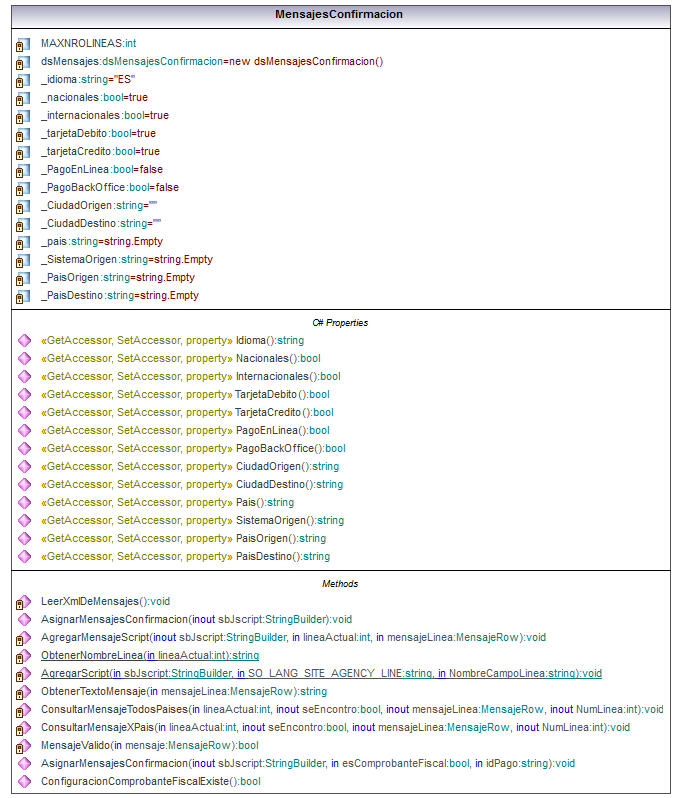 MensajesConfirmacion
MAXNROLINEAS:int
dsMensajes:dsMensajesConfirmacion=new dsMensajesConfirmacion()
_idioma:string="ES"
_nacionales:bool=true
_internacionales:bool=true
_tarjetaDebito:bool=true
_tarjetaCredito:bool=true
_PagoEnLinea:bool=false
_PagoBackOffice:bool=false
_CiudadOrigen:string=""
_CiudadDestino:string=""
_pais:string=string.Empty
_SistemaOrigen:string=string.Empty
_PaisOrigen:string=string.Empty
_PaisDestino:string=string.Empty
C# Properties
«GetAccessor, SetAccessor, property» Idioma():string
«GetAccessor, SetAccessor, property» Nacionales():bool
«GetAccessor, SetAccessor, property» Internacionales():bool
«GetAccessor, SetAccessor, property» TarjetaDebito():bool
«GetAccessor, SetAccessor, property» TarjetaCredito():bool
«GetAccessor, SetAccessor, property» PagoEnLinea():bool
«GetAccessor, SetAccessor, property» PagoBackOffice():bool
«GetAccessor, SetAccessor, property» CiudadOrigen():string
«GetAccessor, SetAccessor, property» CiudadDestino():string
«GetAccessor, SetAccessor, property» Pais():string
«GetAccessor, SetAccessor, property» SistemaOrigen():string
«GetAccessor, SetAccessor, property» PaisOrigen():string
«GetAccessor, SetAccessor, property» PaisDestino():string
Methods
LeerXmlDeMensajes():void
AsignarMensajesConfirmacion(inout sbJscript:StringBuilder):void
AgregarMensajeScript(inout sbJscript:StringBuilder, in lineaActual:int, in mensajeLinea:MensajeRow):void
ObtenerNombreLinea(in lineaActual:int):string
AgregarScript(in sbJscript:StringBuilder, in SO_LANG_SITE_AGENCY_LINE:string, in NombreCampoLinea:string):void
ObtenerTextoMensaje(in mensajeLinea:MensajeRow):string
ConsultarMensajeTodosPaises(in lineaActual:int, inout seEncontro:bool, inout mensajeLinea:MensajeRow, inout NumLinea:int):void
ConsultarMensajeXPais(in lineaActual:int, inout seEncontro:bool, inout mensajeLinea:MensajeRow, inout NumLinea:int):void
MensajeValido(in mensaje:MensajeRow):bool
AsignarMensajesConfirmacion(inout sbJscript:StringBuilder, in esComprobanteFiscal:bool, in idPago:string):void
ConfiguracionComprobanteFiscalExiste():bool